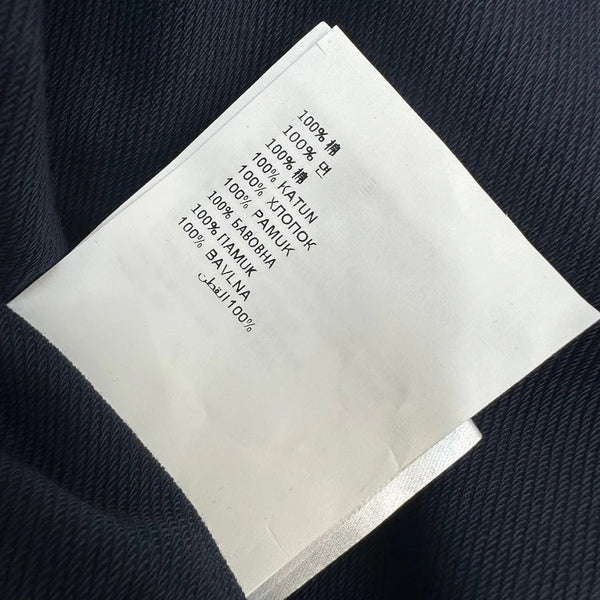 100% 棉
100% 면
100% 棉
100% KATUN
100% ХЛОПОК
100% PAMUK
100% БАВОВНА
100% ПАМУК
100% BAVLNA
100% القطن